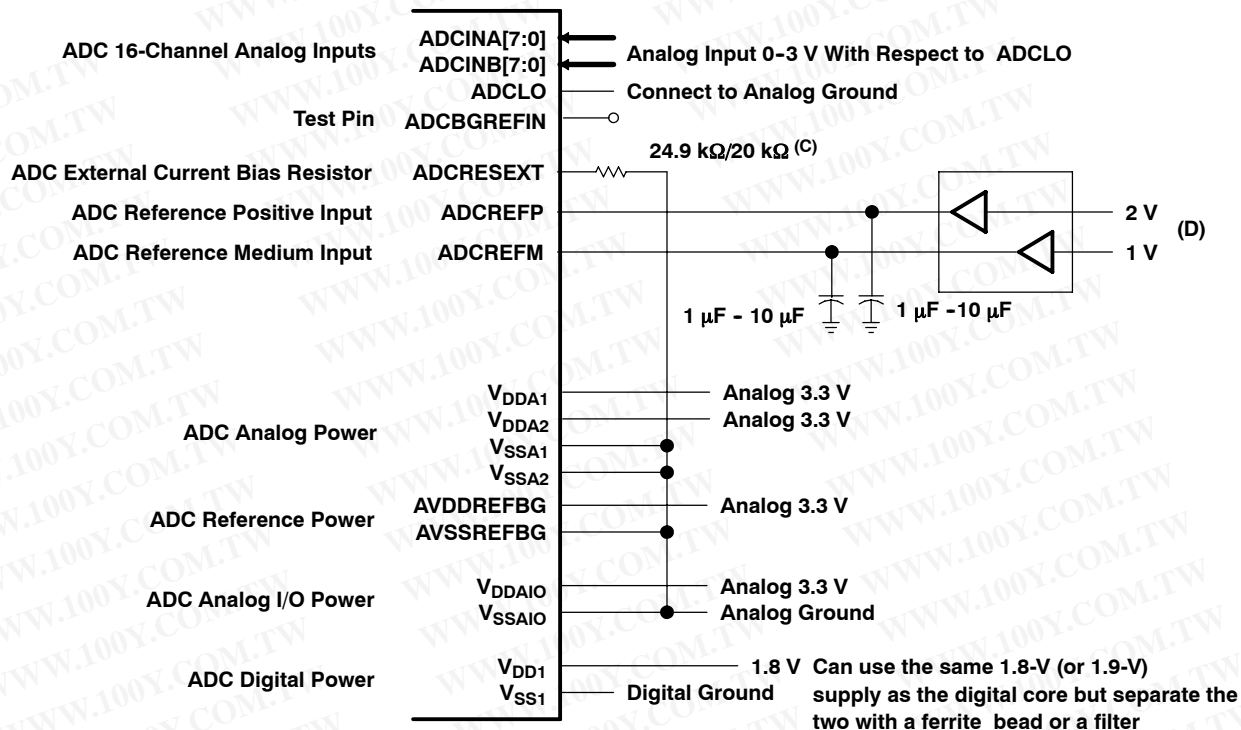 ADC 16-Channel Analog Inputs ADCINA[7:0] Analog Input 0-3 V With Respect to ADCLO
ADCINB[7:0]
ADCLO Connect to Analog Ground
Test Pin ADCBGREFIN
24.9 kΩ/20 kΩ (C)
ADC External Current Bias Resistor ADCRESEXT
ADC Reference Positive Input ADCREFP 2 V
(D)
ADC Reference Medium Input ADCREFM 1 V
1 μF - 10 μF 1 μF -10 μF
VDDA1 Analog 3.3 V
VDDA2 Analog 3.3 V
ADC Analog Power
VSSA1
VSSA2
AVDDREFBG Analog 3.3 V
ADC Reference Power
AVSSREFBG
VDDAIO Analog 3.3 V
ADC Analog I/O Power
VSSAIO Analog Ground
VDD1 1.8 V Can use the same 1.8-V (or 1.9-V)
ADC Digital Power
VSS1 Digital Ground supply as the digital core but separate the
two with a ferrite bead or a filter
WWW.100Y.COM.TW